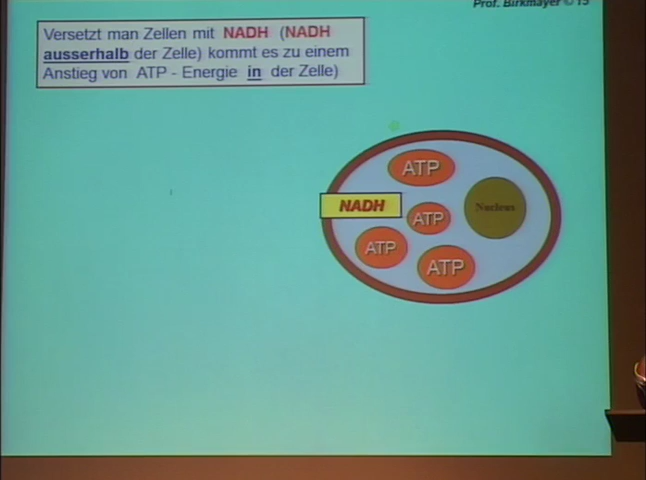 Prof. Birkmayer © 15
Versetzt man Zellen mit NADH (NADH
ausserhalb der Zelle) kommt es zu einem
Anstieg von ATP - Energie in der Zelle)
ATP
NADH
ATP
Nucleus
ATP
ATP